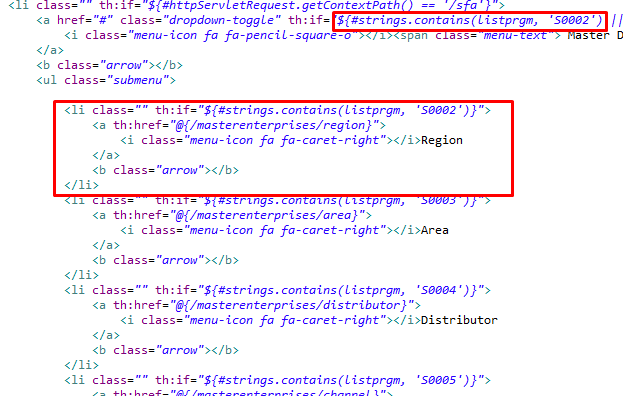 <li class="" th:if="${#httpServletRequest.getContextPath() == '/sfa'}">
<a href="#" class="dropdown-toggle" th:if="${#strings.contains(listprgm, 'S0002') ||
<i class="menu-icon fa fa-pencil-square-o"></i><span class="menu-text"> Master D
</a>
<b class="arrow"></b>
<ul class="submenu">
<li class="" th:if="${#strings.contains(listprgm, 'S0002')}">
<a th:href="@{/masterenterprises/region}">
<i class="menu-icon fa fa-caret-right"></i>Region
</a>
<b class="arrow"></b>
</li>
<li class="" th:if="${#strings.contains(listprgm, 'S0003')}">
<a th:href="@{/masterenterprises/area}">
<i class="menu-icon fa fa-caret-right"></i>Area
</a>
<b class="arrow"></b>
</li>
<li class="" th:if="${#strings.contains(listprgm, 'S0004')}">
<a th:href="@{/masterenterprises/distributor}">
<i class="menu-icon fa fa-caret-right"></i>Distributor
</a>
<b class="arrow"></b>
</li>
<li class="" th:if="${#strings.contains(listprgm, 'S0005')}">
<a th:href="@{/masterenterprises/channel}">